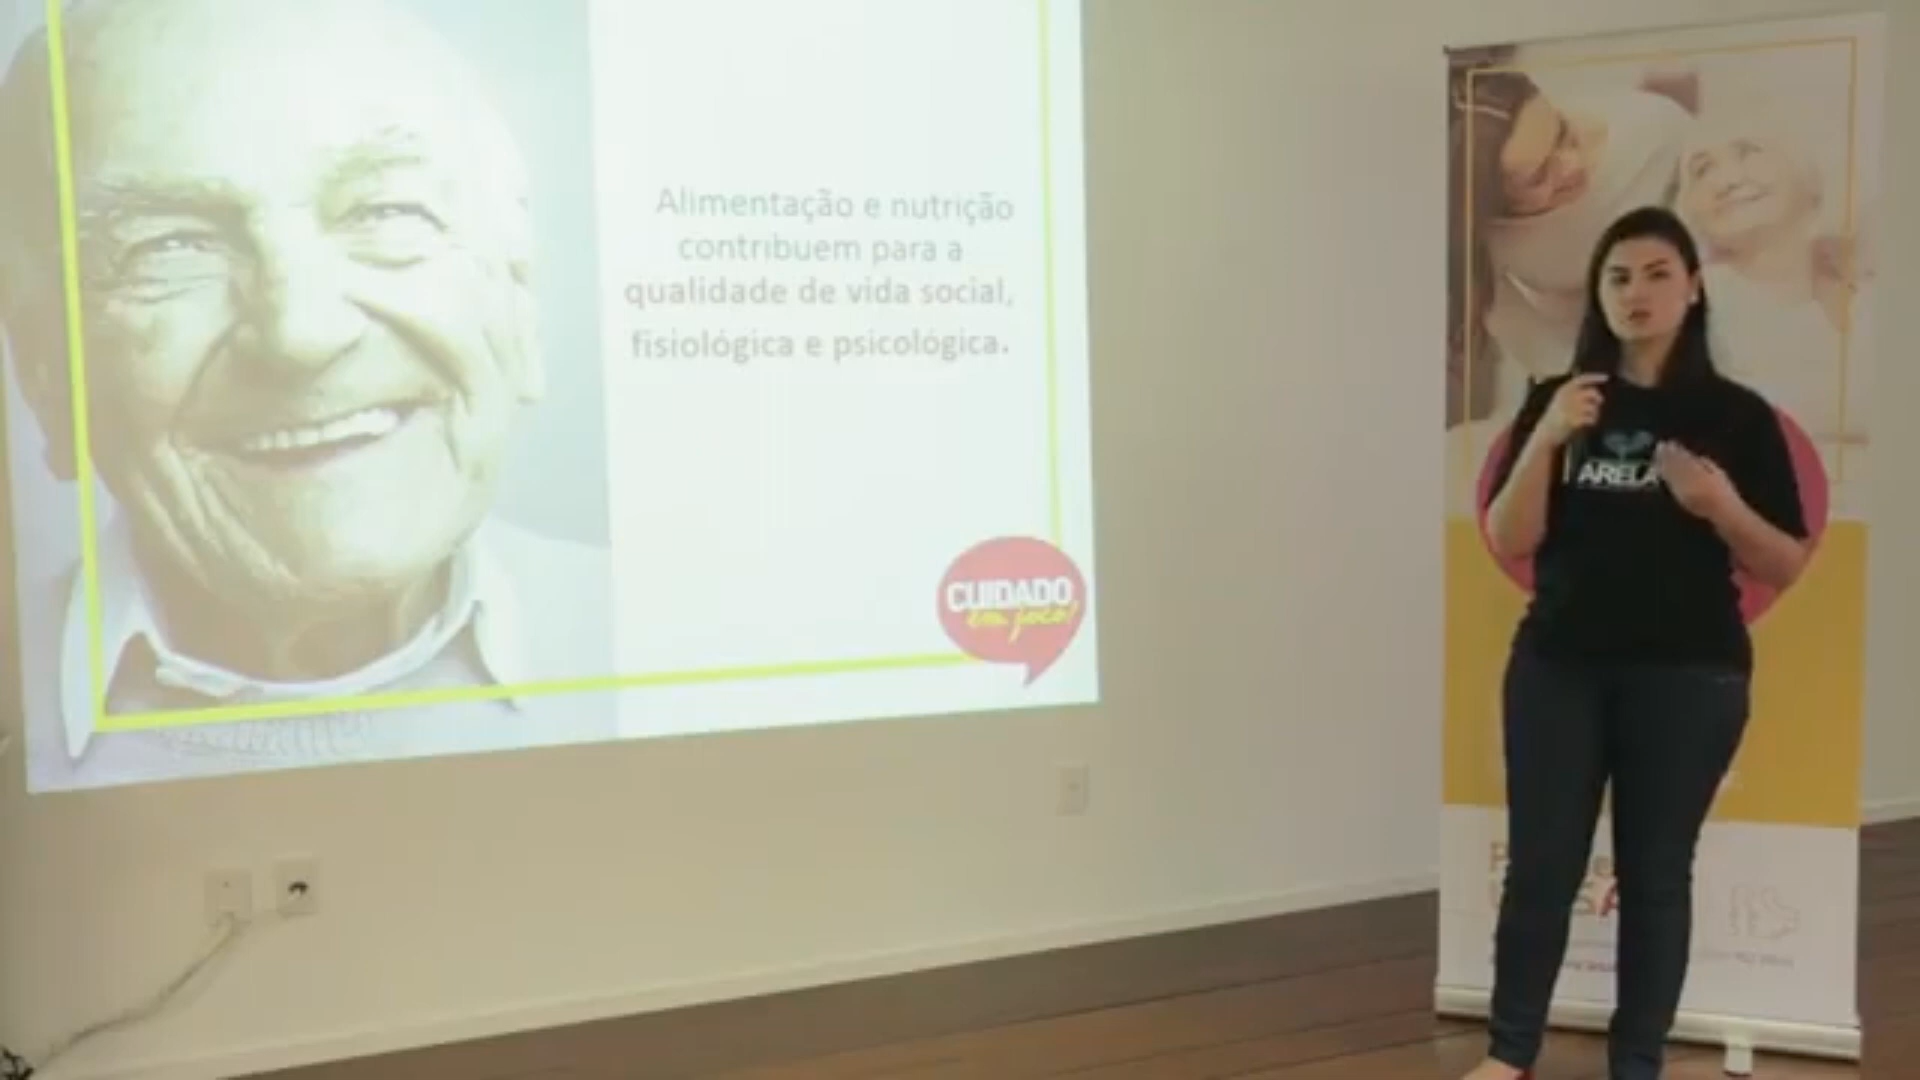 Alimentação e nutrição
contribuem para a
qualidade de vida social,
fisiológica e psicológica.
CUIDADO
em foco!
ARELA